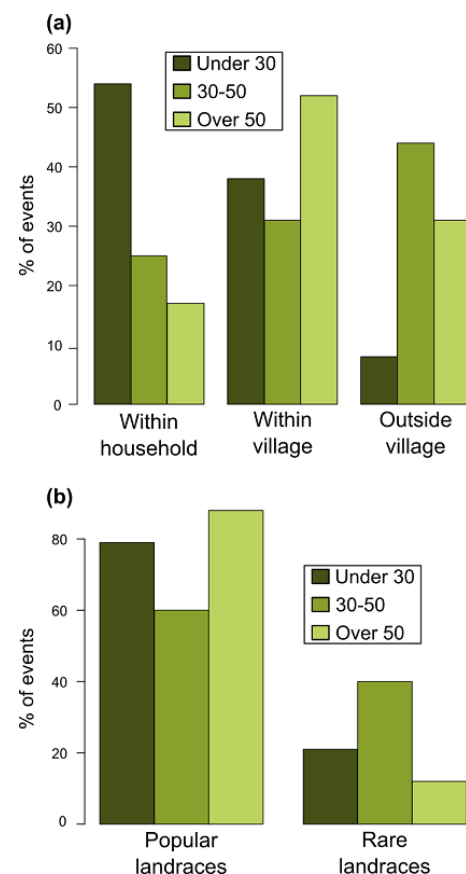 (a)
60
50
40
30
20
10
0
% of events
Under 30
30-50
Over 50
Within
household
Within
village
Outside
village
(b)
80
60
40
20
0
% of events
Under 30
30-50
Over 50
Popular
landraces
Rare
landraces